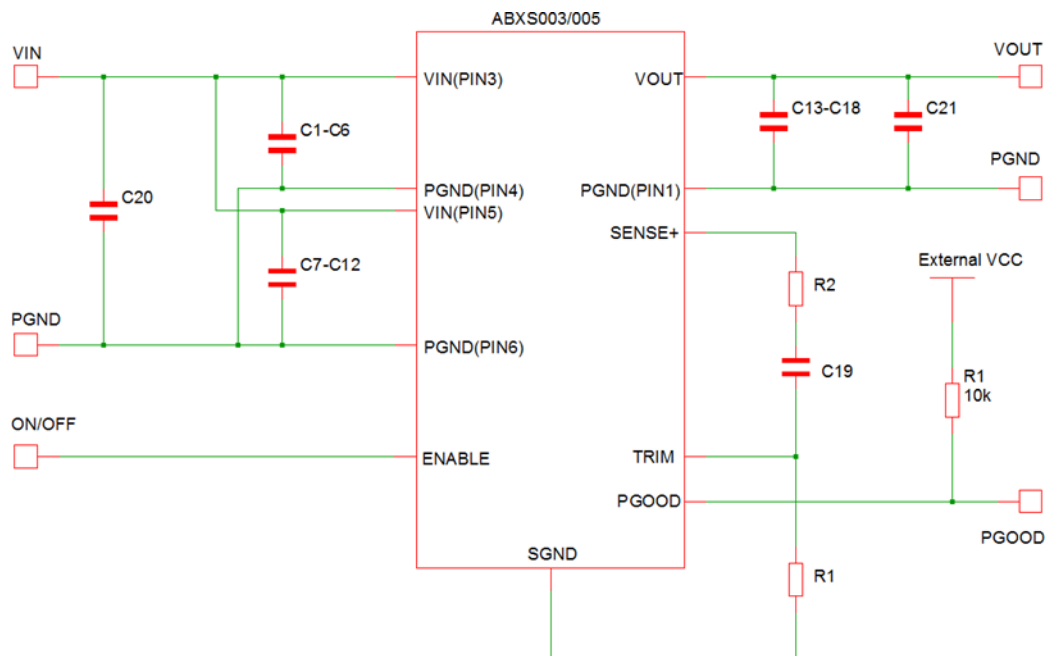 ABXS003/005
VIN
VIN(PIN3)
VOUT
VOUT
C1-C6
C13-C18
C21
PGND
C20
PGND(PIN4)
PGND(PIN1)
VIN(PIN5)
SENSE+
C7-C12
External VCC
R2
PGND
PGND(PIN6)
C19
R1
10k
ON/OFF
ENABLE
TRIM
PGOOD
PGOOD
SGND
R1